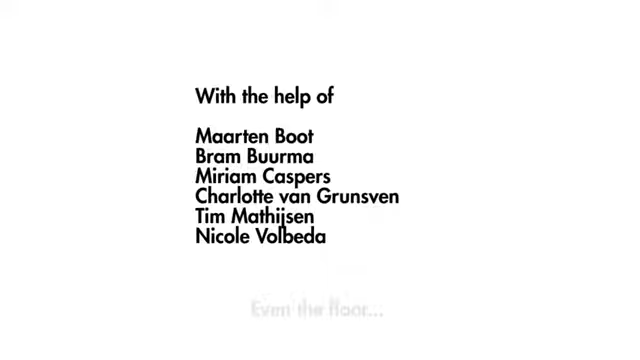 With the help of
Maarten Boot
Bram Buurma
Miriam Caspers
Charlotte van Grunsven
Tim Mathijsen
Nicole Volbeda
Even the floor...